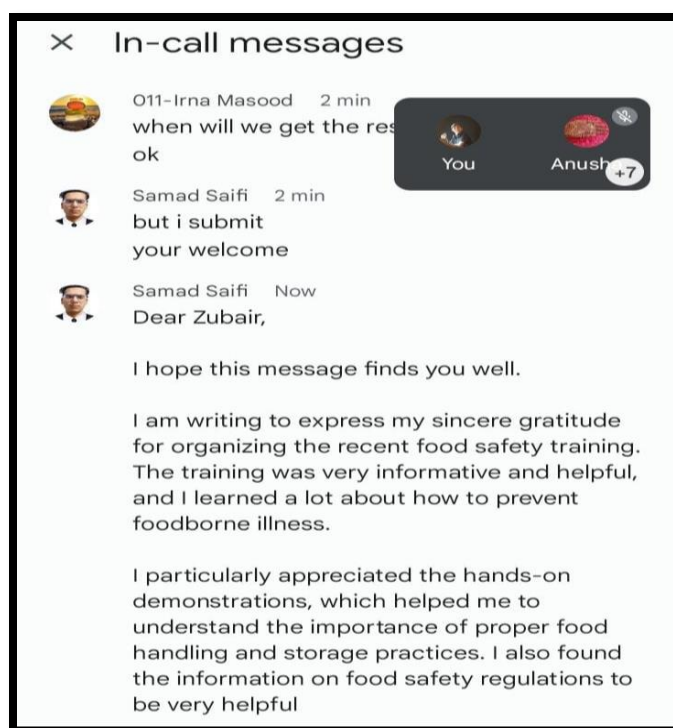 In-call messages
011-Irna Masood 2 min
when will we get the
ok
You
+7
Samad Saifi 2 min
but i submit
your welcome
Samad Saifi Now
Dear Zubair,
I hope this message finds you well.
I am writing to express my sincere gratitude
for organizing the recent food safety training.
The training was very informative and helpful,
and I learned a lot about how to prevent
foodborne illness.
I particularly appreciated the hands-on
demonstrations, which helped me to
understand the importance of proper food
handling and storage practices. I also found
the information on food safety regulations to
be very helpful